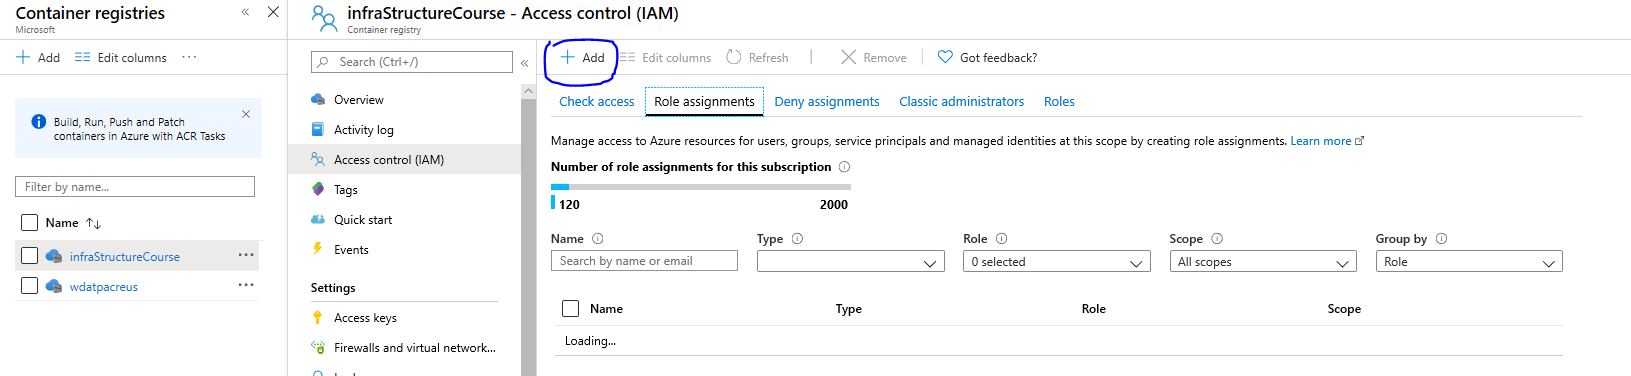 Container registries
Microsoft
Add
Edit columns
Build, Run, Push and Patch
containers in Azure with ACR Tasks
Filter by name...
Name
infraStructureCourse
wdatpacreus
infraStructureCourse - Access control (IAM)
Container registry
Search (Ctrl+/)
Overview
Activity log
Access control (IAM)
Tags
Quick start
Events
Settings
Access keys
Firewalls and virtual network...
Add Edit columns Refresh Remove Got feedback?
Check access Role assignments Deny assignments Classic administrators Roles
Manage access to Azure resources for users, groups, service principals and managed identities at this scope by creating role assignments. Learn more
Number of role assignments for this subscription
120 2000
Name Type Role Scope Group by
Search by name or email 0 selected All scopes Role
Name Type Role Scope
Loading...